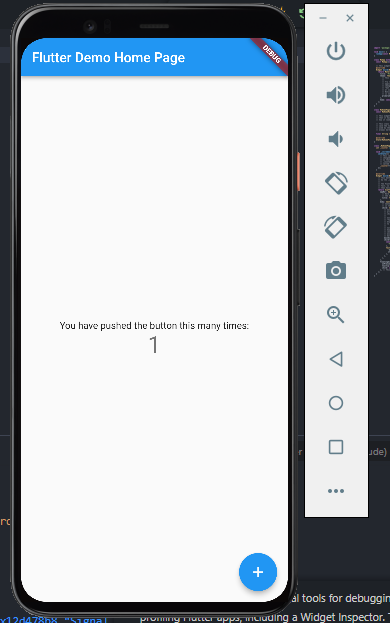 Flutter Demo Home Page
DEBUG
You have pushed the button this many times:
1
ude)
al tools for debuggin
x12d478b8, "Signal
profiling Flutter apps, including a Widget Inspector. T